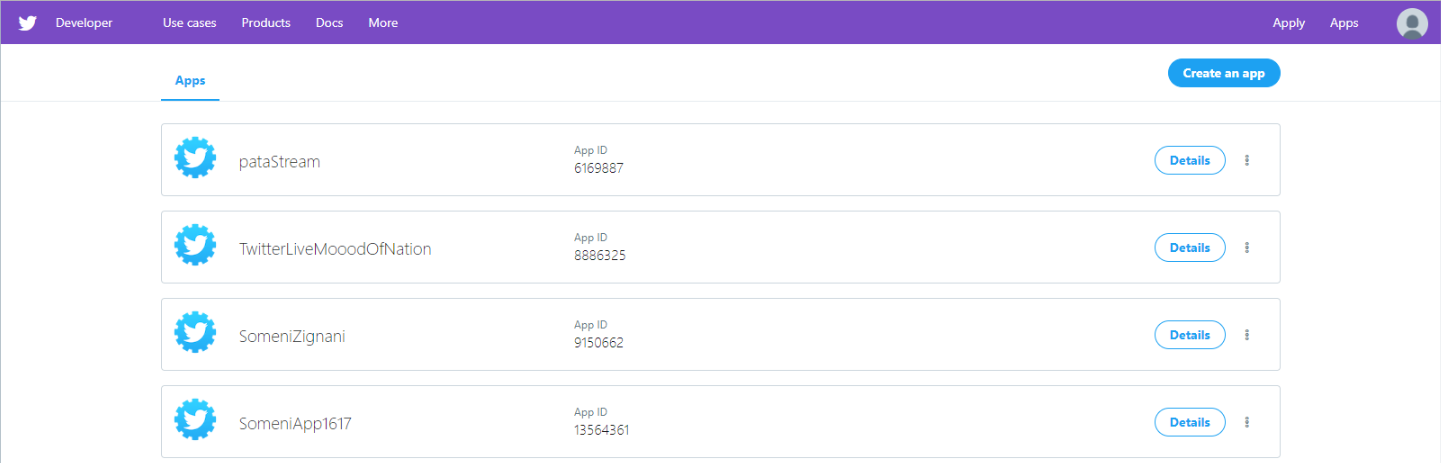 Developer Use cases Products Docs More Apply Apps
Apps Create an app
pataStream
App ID
6169887
Details
TwitterLiveMooodOfNation
App ID
8886325
Details
SomeniZignani
App ID
9150662
Details
SomeniApp1617
App ID
13564361
Details